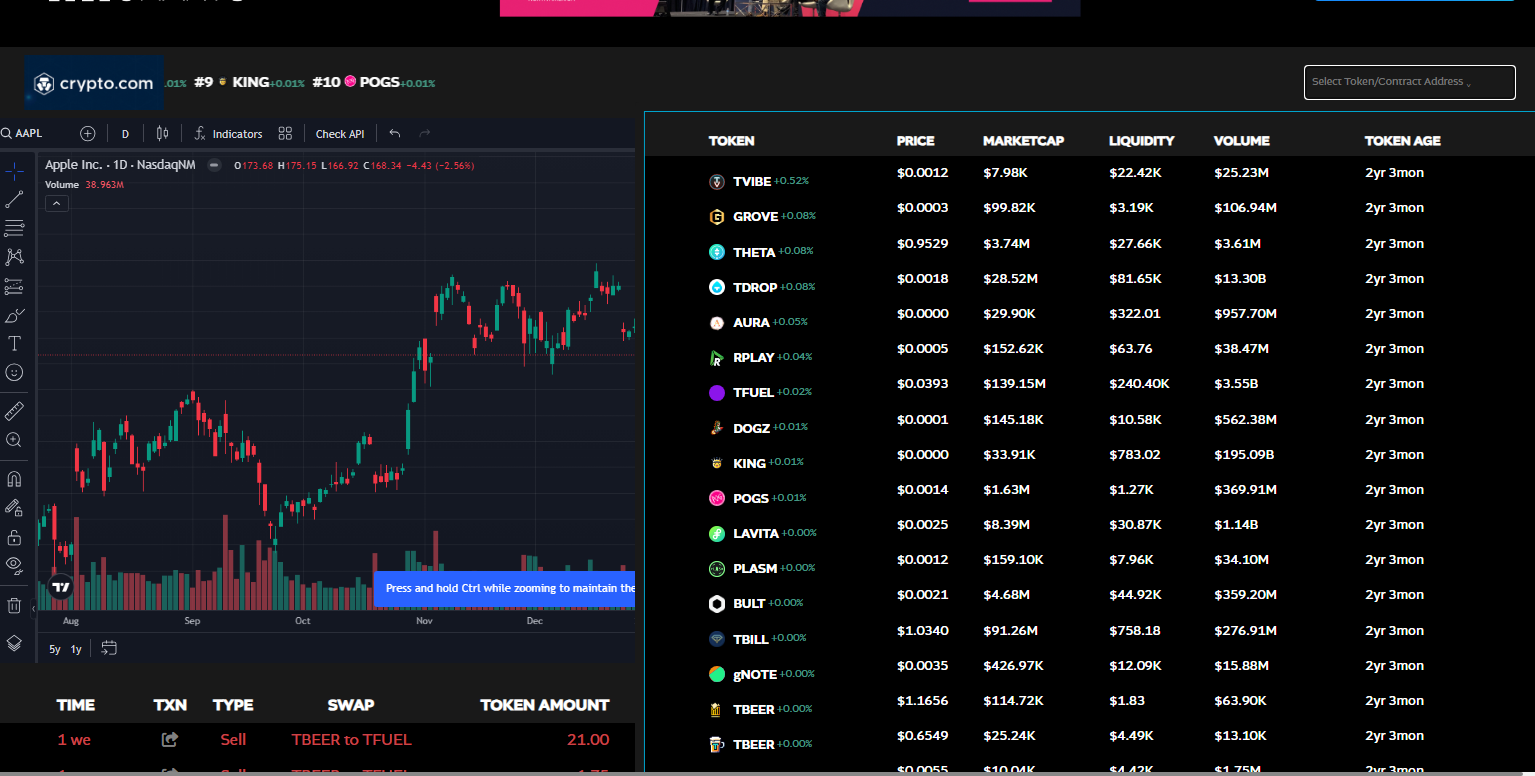 crypto.com .01% #9 KING+0.01% #10 POGS+0.01%
Select Token/Contract Address
AAPL D Indicators Check API
Apple Inc. · 1D · NasdaqNM O173.68 H175.15 L166.92 C168.34 -4.43 (-2.56%)
Volume 38.963M
Press and hold Ctrl while zooming to maintain the
Aug Sep Oct Nov Dec
5y 1y
TIME TXN TYPE SWAP TOKEN AMOUNT
1 we Sell TBEER to TFUEL 21.00
TOKEN PRICE MARKETCAP LIQUIDITY VOLUME TOKEN AGE
TVIBE +0.52% $0.0012 $7.98K $22.42K $25.23M 2yr 3mon
GROVE +0.08% $0.0003 $99.82K $3.19K $106.94M 2yr 3mon
THETA +0.08% $0.9529 $3.74M $27.66K $3.61M 2yr 3mon
TDROP +0.08% $0.0018 $28.52M $81.65K $13.30B 2yr 3mon
AURA +0.05% $0.0000 $29.90K $322.01 $957.70M 2yr 3mon
RPLAY +0.04% $0.0005 $152.62K $63.76 $38.47M 2yr 3mon
TFUEL +0.02% $0.0393 $139.15M $240.40K $3.55B 2yr 3mon
DOGZ +0.01% $0.0001 $145.18K $10.58K $562.38M 2yr 3mon
KING +0.01% $0.0000 $33.91K $783.02 $195.09B 2yr 3mon
POGS +0.01% $0.0014 $1.63M $1.27K $369.91M 2yr 3mon
LAVITA +0.00% $0.0025 $8.39M $30.87K $1.14B 2yr 3mon
PLASM +0.00% $0.0012 $159.10K $7.96K $34.10M 2yr 3mon
BULT +0.00% $0.0021 $4.68M $44.92K $359.20M 2yr 3mon
TBILL +0.00% $1.0340 $91.26M $758.18 $276.91M 2yr 3mon
gNOTE +0.00% $0.0035 $426.97K $12.09K $15.88M 2yr 3mon
TBEER +0.00% $1.1656 $114.72K $1.83 $63.90K 2yr 3mon
TBEER +0.00% $0.6549 $25.24K $4.49K $13.10K 2yr 3mon
$0.0055 $10.04K $4.42K $1.75M 2yr 3mon